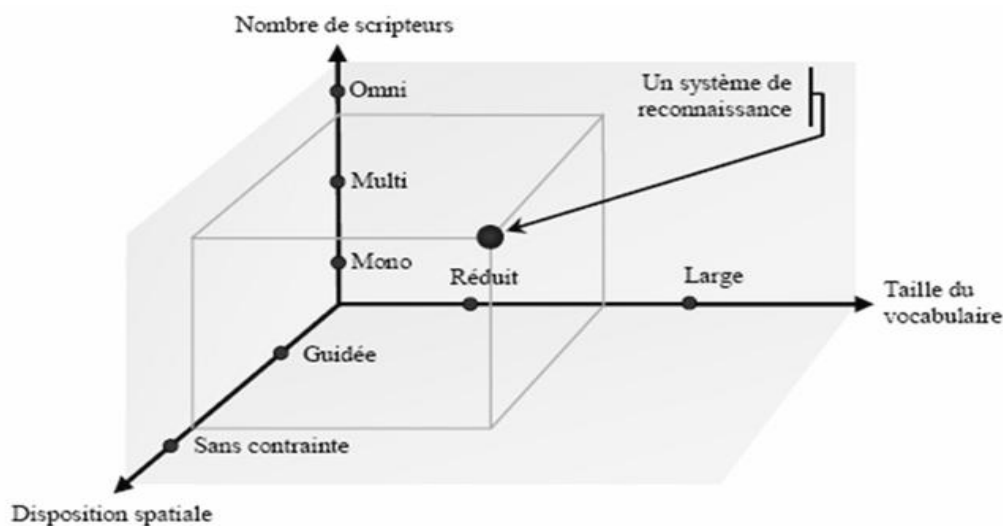 Nombre de scripteurs
Omni
Un système de
reconnaissance
Multi
Mono
Réduit
Large
Taille du
vocabulaire
Guidée
Sans contrainte
Disposition spatiale